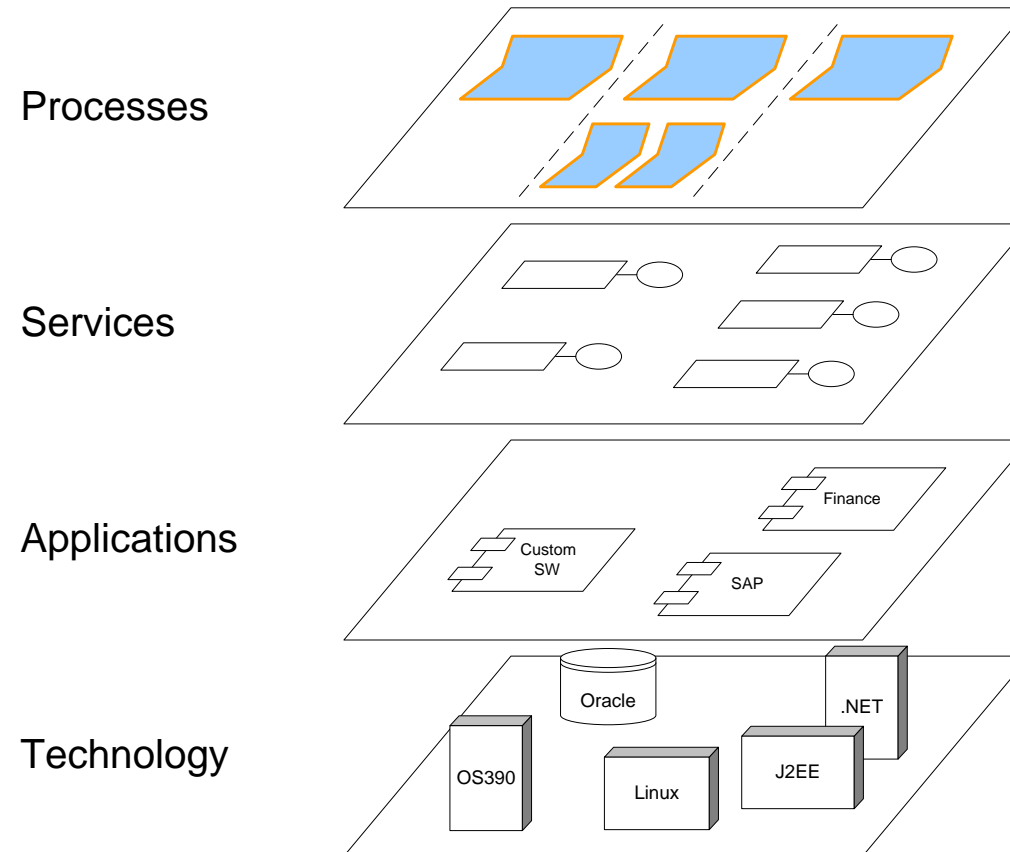 Processes
Services
Applications
Finance
Custom
SW
SAP
Technology
Oracle
.NET
OS390
Linux
J2EE